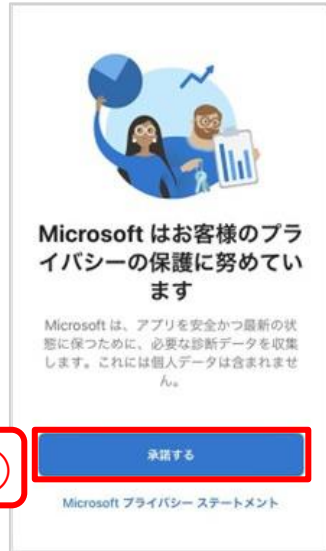 Microsoft はお客様のプラ
イバシーの保護に努めてい
ます
Microsoft は、アプリを安全かつ最新の状
態に保つために、必要な診断データを収集
します。これには個人データは含まれませ
ん。
承諾する
Microsoft プライバシー ステートメント